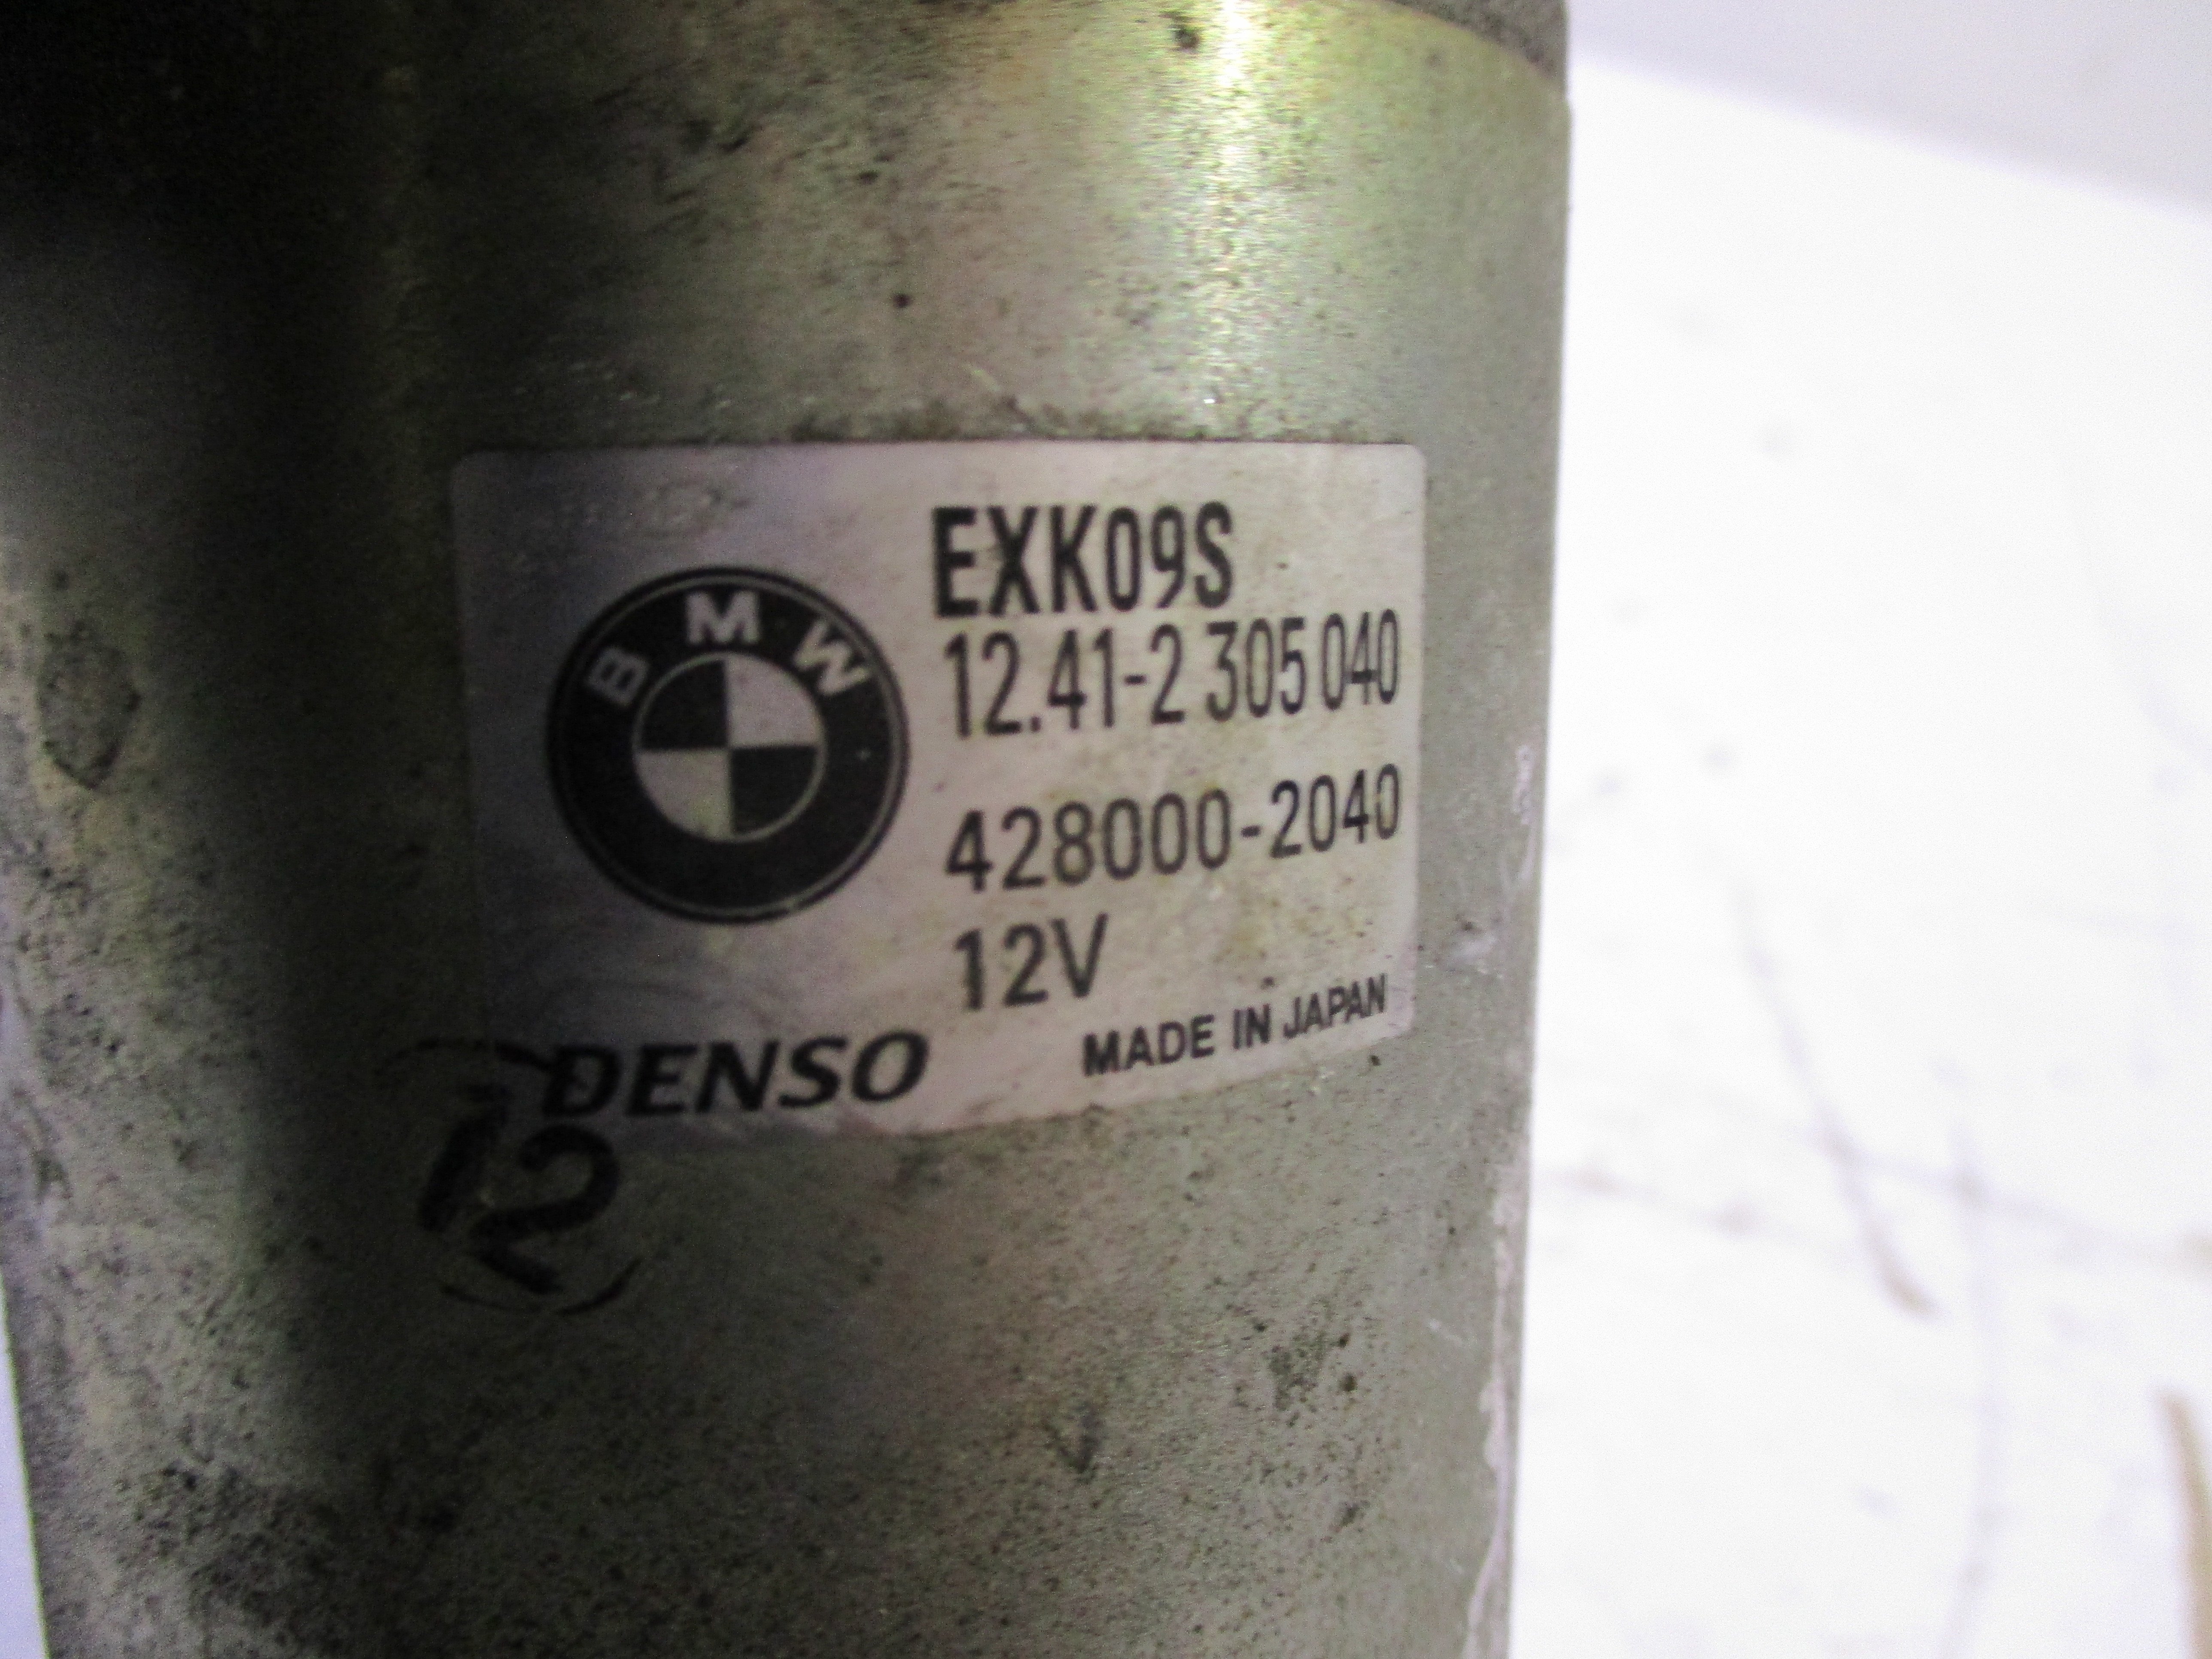 EXK09S
BMW
12.41-2 305 040
428000-2040
12V
DENSO
MADE IN JAPAN
12